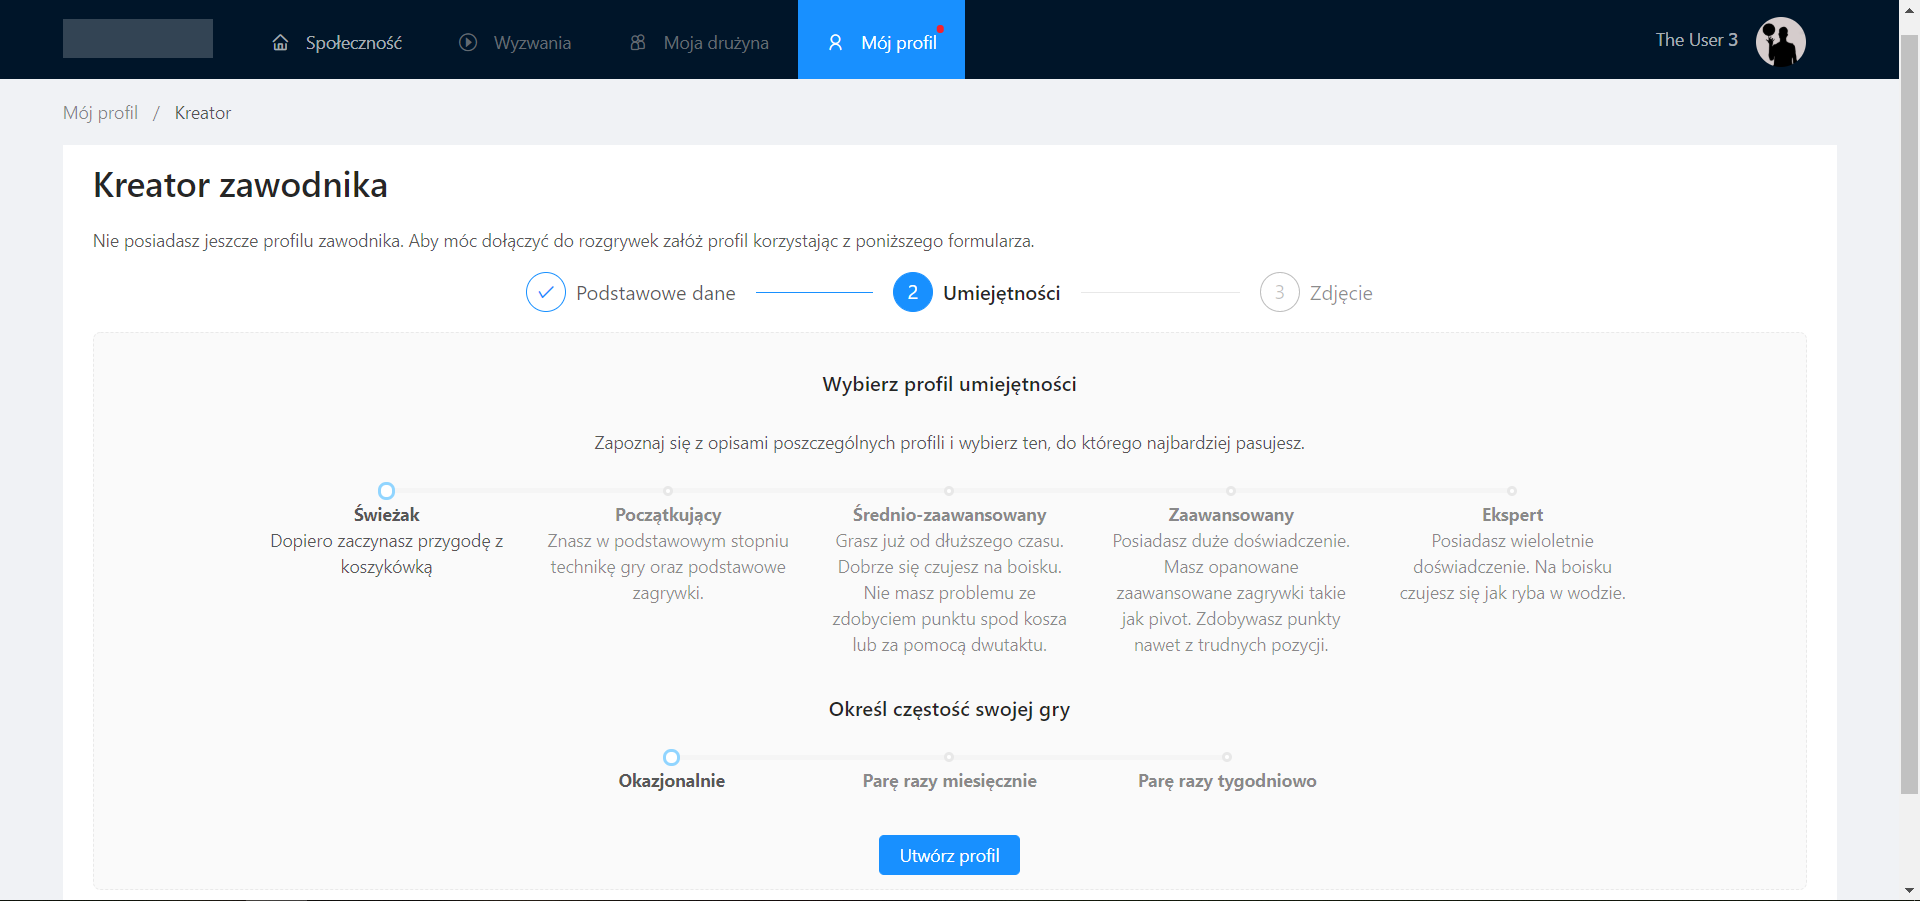 Społeczność
Wyzwania
Moja drużyna
Mój profil
The User 3
Mój profil / Kreator
Kreator zawodnika
Nie posiadasz jeszcze profilu zawodnika. Aby móc dołączyć do rozgrywek załóż profil korzystając z poniższego formularza.
Podstawowe dane
2 Umiejętności
3 Zdjęcie
Wybierz profil umiejętności
Zapoznaj się z opisami poszczególnych profili i wybierz ten, do którego najbardziej pasujesz.
Świeżak
Dopiero zaczynasz przygodę z
koszykówką
Początkujący
Znasz w podstawowym stopniu
technikę gry oraz podstawowe
zagrywki.
Średnio-zaawansowany
Grasz już od dłuższego czasu.
Dobrze się czujesz na boisku.
Nie masz problemu ze
zdobyciem punktu spod kosza
lub za pomocą dwutaktu.
Zaawansowany
Posiadasz duże doświadczenie.
Masz opanowane
zaawansowane zagrywki takie
jak pivot. Zdobywasz punkty
nawet z trudnych pozycji.
Ekspert
Posiadasz wieloletnie
doświadczenie. Na boisku
czujesz się jak ryba w wodzie.
Określ częstość swojej gry
Okazjonalnie
Parę razy miesięcznie
Parę razy tygodniowo
Utwórz profil